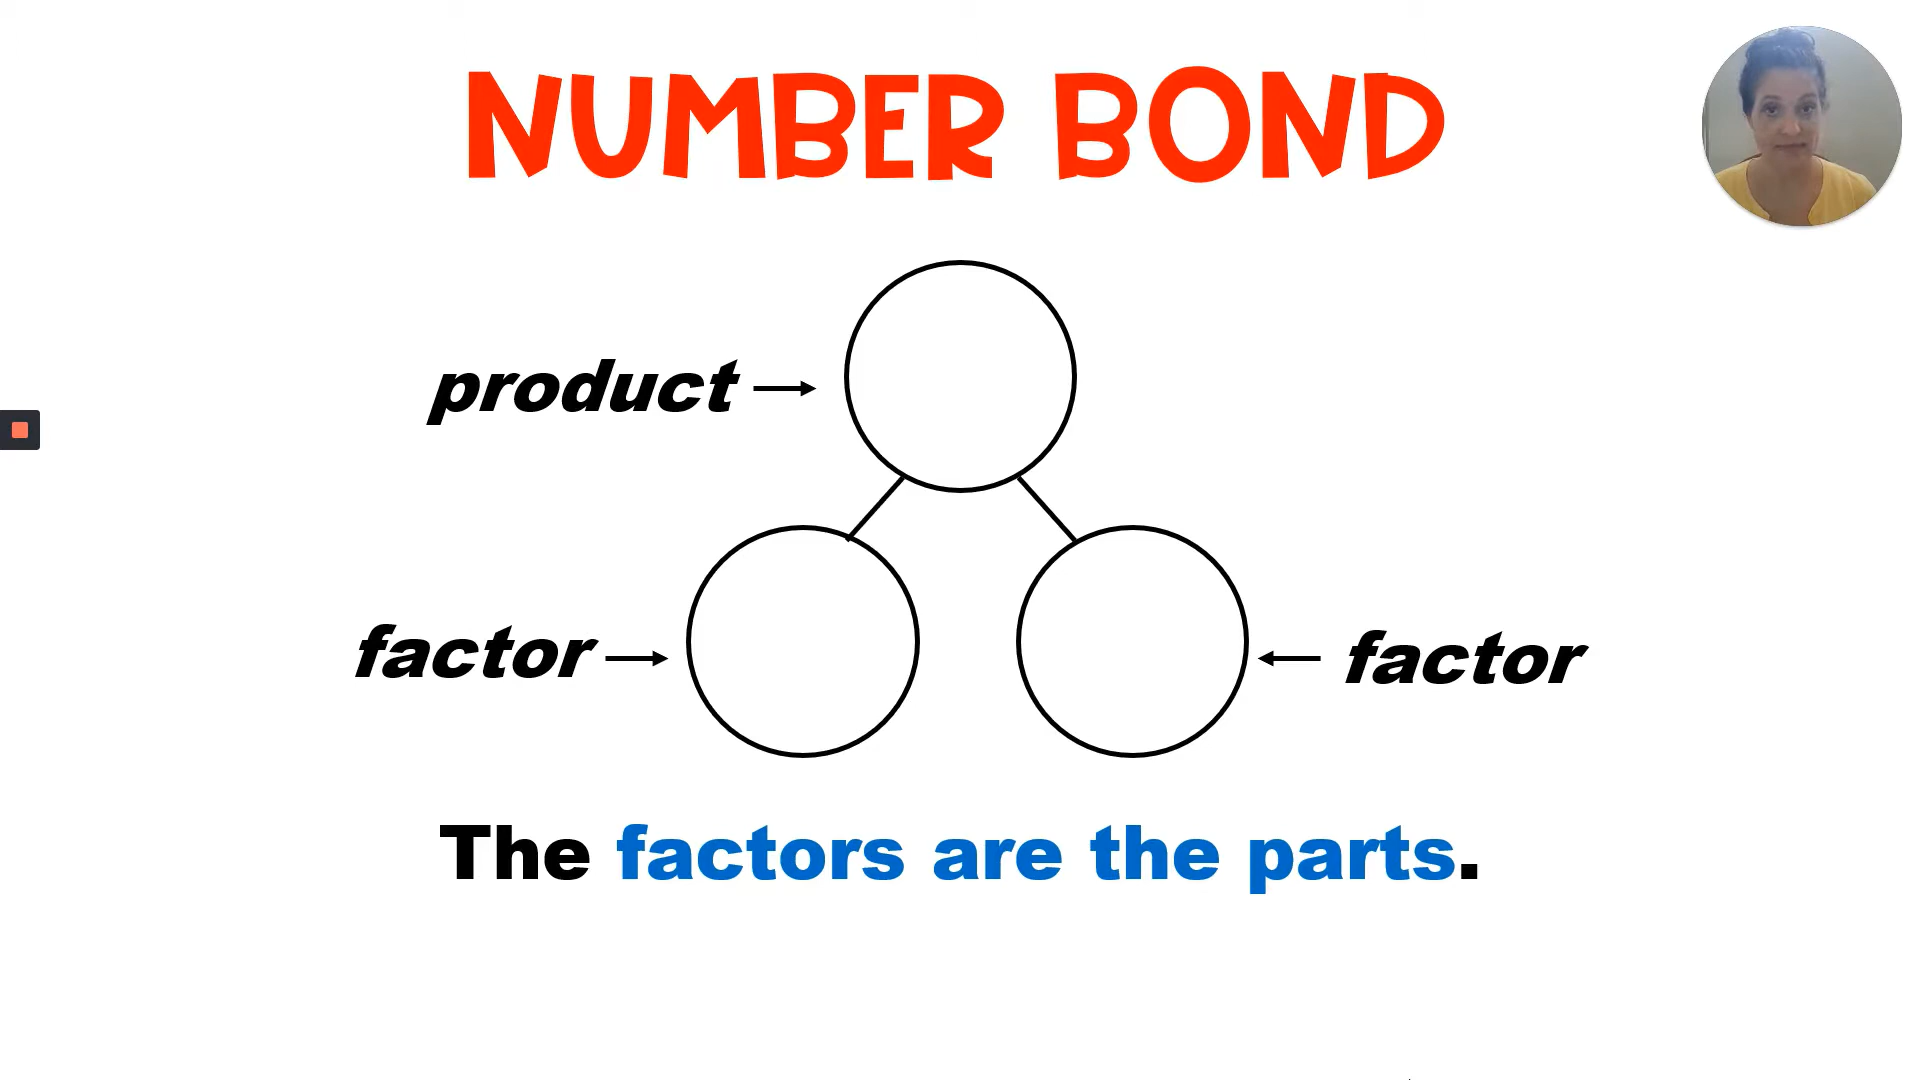 NUMBER BOND
product
factor
factor
The factors are the parts.